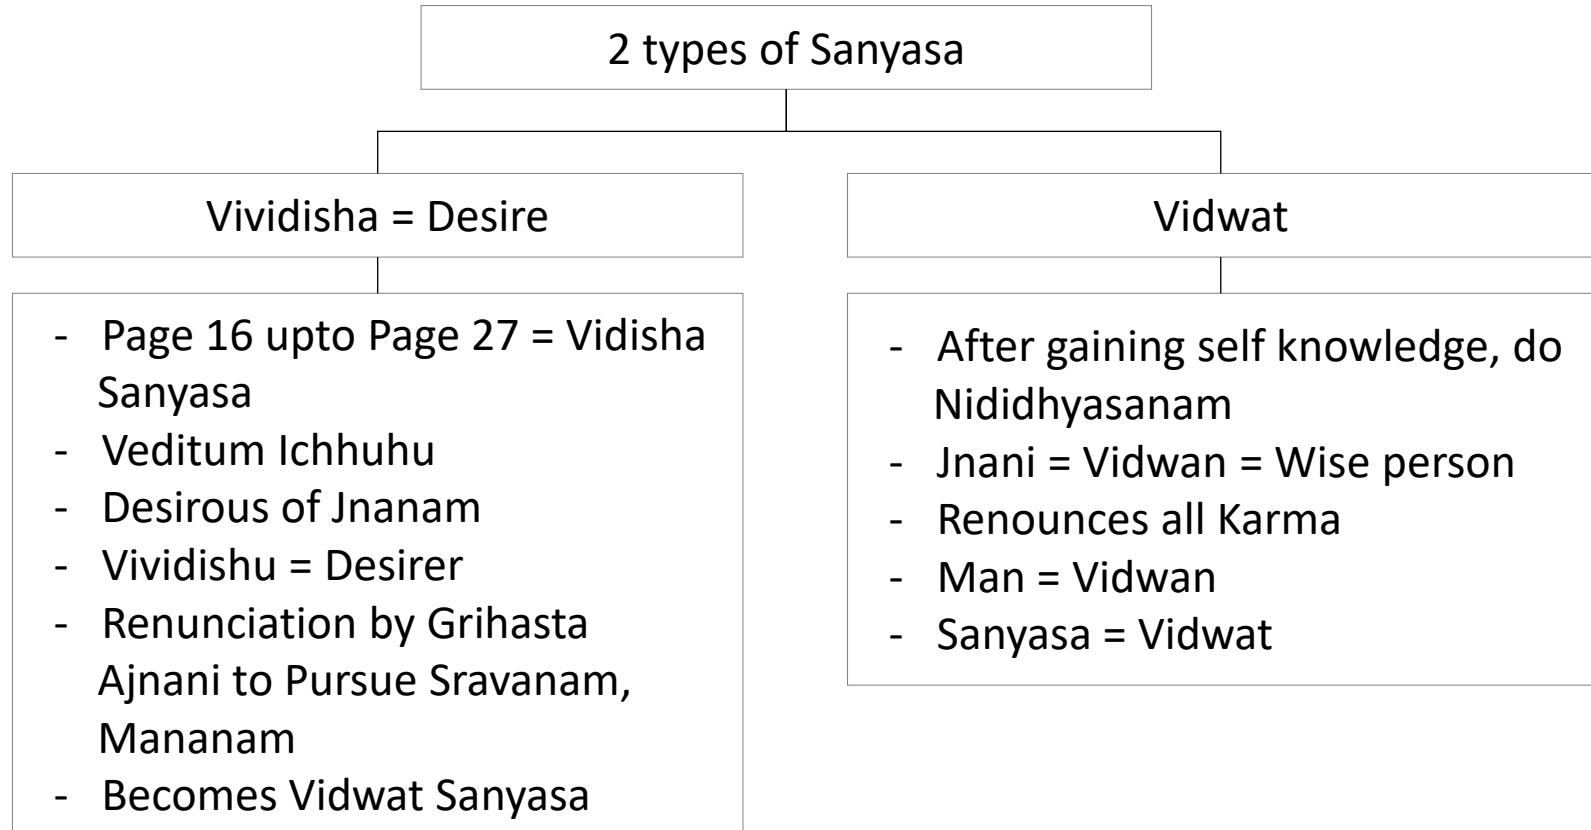 2 types of Sanyasa
Vividisha = Desire
- Page 16 upto Page 27 = Vidisha
Sanyasa
- Veditum Ichhuhu
- Desirous of Jnanam
- Vividishu = Desirer
- Renunciation by Grihasta
Ajnani to Pursue Sravanam,
Mananam
- Becomes Vidwat Sanyasa
Vidwat
- After gaining self knowledge, do
Nididhyasanam
- Jnani = Vidwan = Wise person
- Renounces all Karma
- Man = Vidwan
- Sanyasa = Vidwat